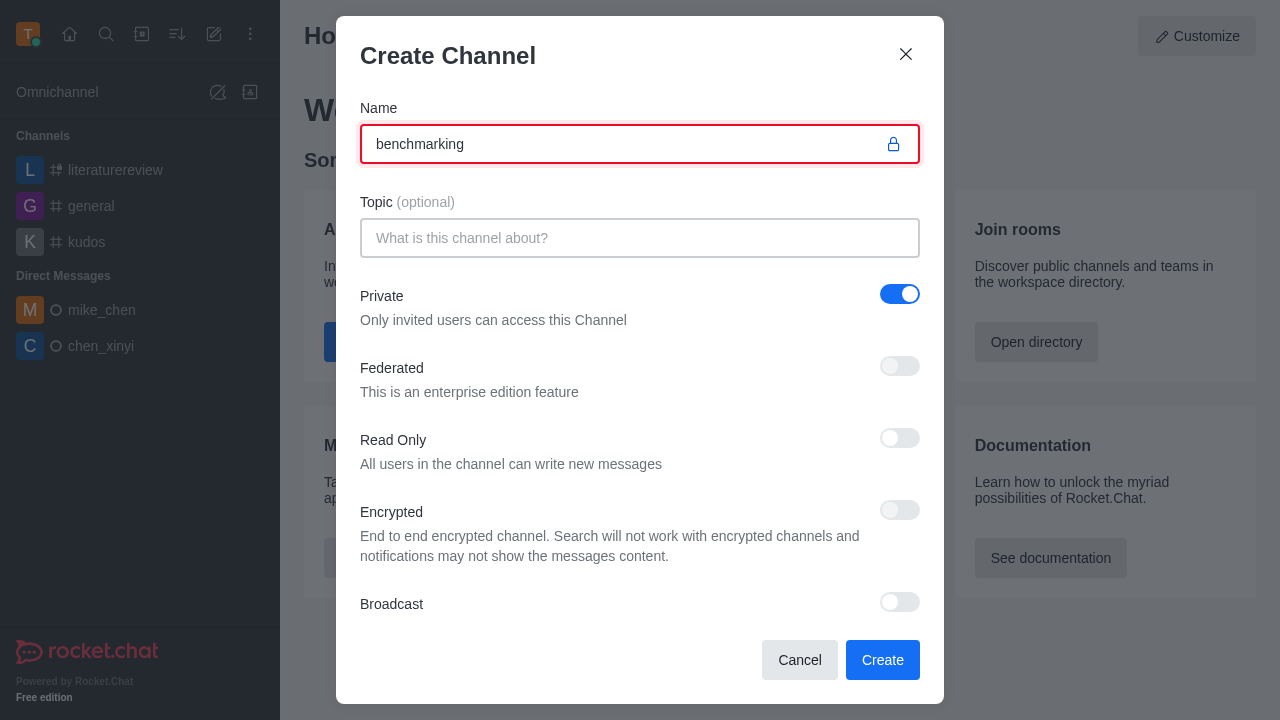 T
Omnichannel
Channels
L literaturereview
G general
K kudos
Direct Messages
M mike_chen
C chen_xinyi
rocket.chat
Powered by Rocket.Chat
Free edition
Ho
Customize
We
Som
A
In
Join rooms
Discover public channels and teams in
the workspace directory.
Open directory
M
Ta
Documentation
Learn how to unlock the myriad
possibilities of Rocket.Chat.
See documentation
Create Channel
Name
benchmarking
Topic (optional)
What is this channel about?
Private
Only invited users can access this Channel
Federated
This is an enterprise edition feature
Read Only
All users in the channel can write new messages
Encrypted
End to end encrypted channel. Search will not work with encrypted channels and
notifications may not show the messages content.
Broadcast
Cancel
Create